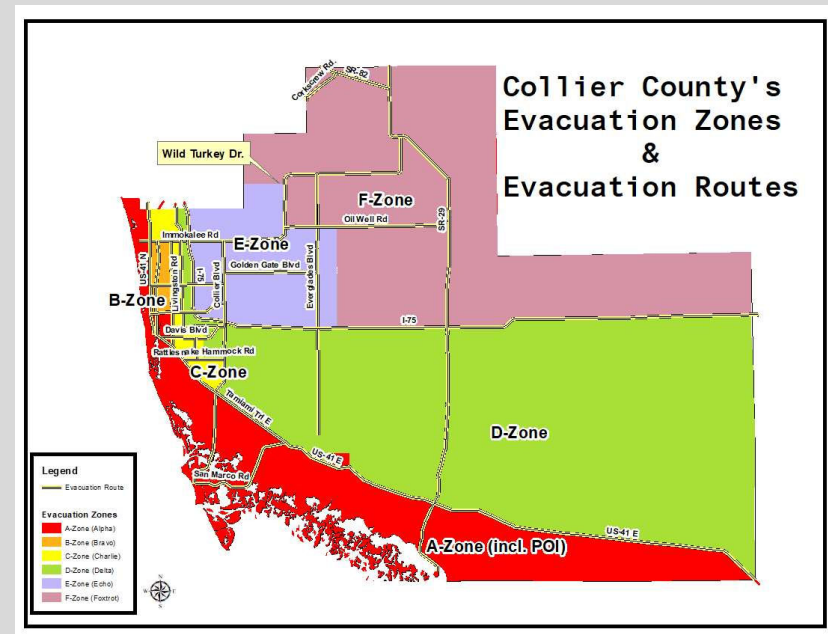 Collier County's
Evacuation Zones
&
Evacuation Routes
Corkscrew Rd.
SR-82
Wild Turkey Dr.
F-Zone
Oil Well Rd
SR-29
Immokalee Rd
E-Zone
US-41 N
Livingston Rd
I-75
Collier Blvd
Golden Gate Blvd
Everglades Blvd
B-Zone
I-75
Davis Blvd
Rattlesnake Hammock Rd
C-Zone
Tamiami Trl E
D-Zone
US-41 E
San Marco Rd
US-41 E
A-Zone (incl. POI)
Legend
Evacuation Route
Evacuation Zones
A-Zone (Alpha)
B-Zone (Bravo)
C-Zone (Charlie)
D-Zone (Delta)
E-Zone (Echo)
F-Zone (Foxtrot)
N
W
E
S